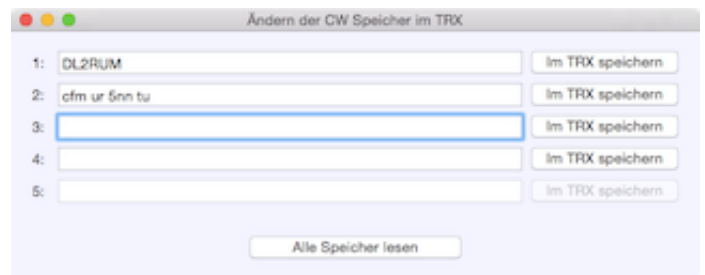 Ändern der CW Speicher im TRX
1: DL2RUM Im TRX speichern
2: cfm ur 5nn tu Im TRX speichern
3: Im TRX speichern
4: Im TRX speichern
5: Im TRX speichern
Alle Speicher lesen